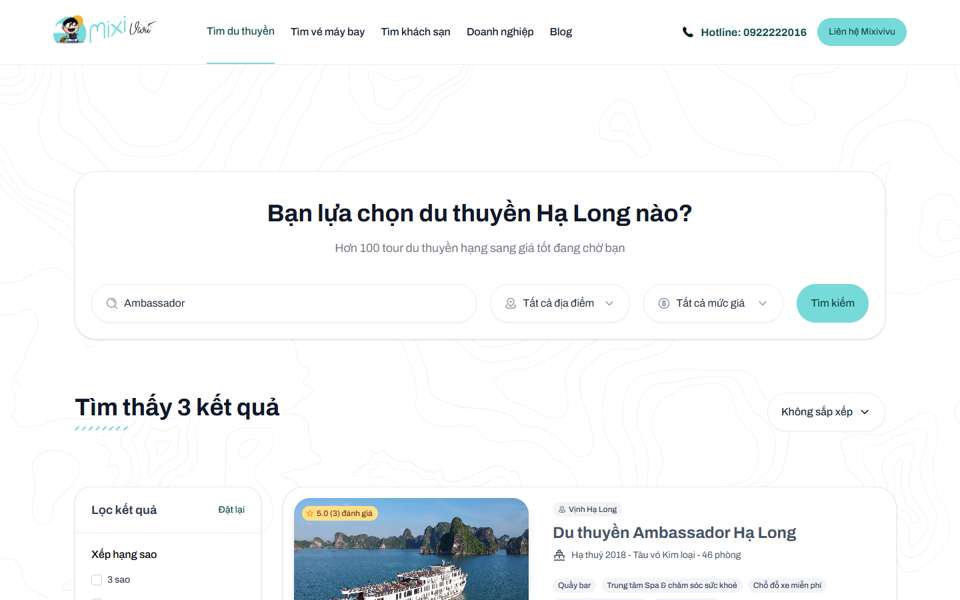 mixi Vivu
Tìm du thuyền
Tìm vé máy bay
Tìm khách sạn
Doanh nghiệp
Blog
Hotline: 0922222016
Liên hệ Mixivivu
Bạn lựa chọn du thuyền Hạ Long nào?
Hơn 100 tour du thuyền hạng sang giá tốt đang chờ bạn
Ambassador
Tất cả địa điểm
Tất cả mức giá
Tìm kiếm
Tìm thấy 3 kết quả
Không sắp xếp
Lọc kết quả
Đặt lại
Xếp hạng sao
3 sao
5.0 (3) đánh giá
Vịnh Hạ Long
Du thuyền Ambassador Hạ Long
Hạ thuỷ 2018 - Tàu vỏ Kim loại - 46 phòng
Quầy bar
Trung tâm Spa & chăm sóc sức khoẻ
Chỗ đỗ xe miễn phí